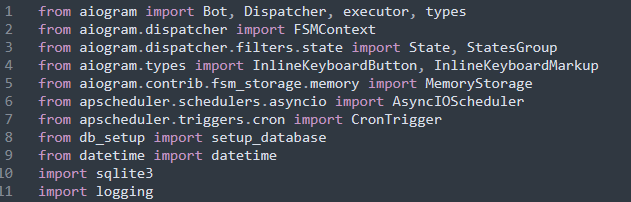 1 from aiogram import Bot, Dispatcher, executor, types
2 from aiogram.dispatcher import FSMContext
3 from aiogram.dispatcher.filters.state import State, StatesGroup
4 from aiogram.types import InlineKeyboardButton, InlineKeyboardMarkup
5 from aiogram.contrib.fsm_storage.memory import MemoryStorage
6 from apscheduler.schedulers.asyncio import AsyncIOScheduler
7 from apscheduler.triggers.cron import CronTrigger
8 from db_setup import setup_database
9 from datetime import datetime
10 import sqlite3
11 import logging